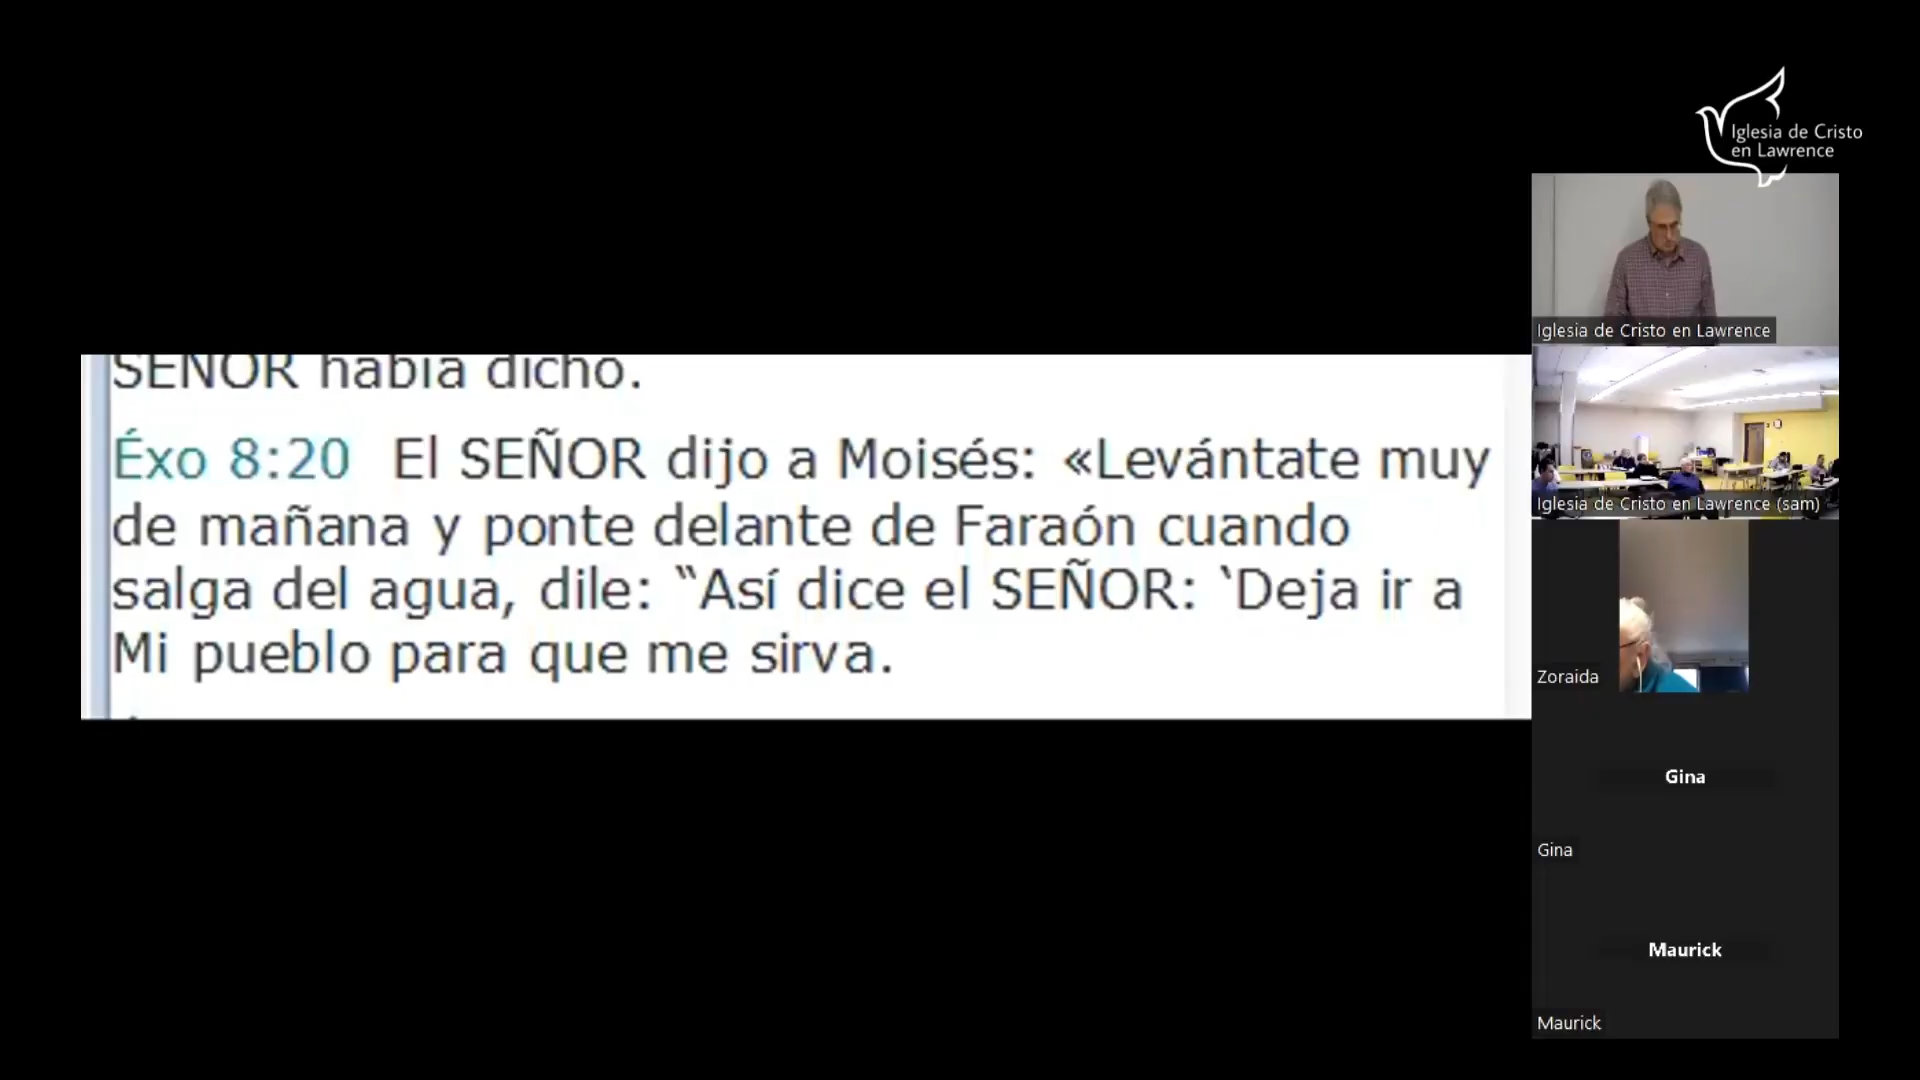 Iglesia de Cristo
en Lawrence
SEÑOR había dicho.
Éxo 8:20 El SEÑOR dijo a Moisés: «Levántate muy
de mañana y ponte delante de Faraón cuando
salga del agua, dile: “Así dice el SEÑOR: ‘Deja ir a
Mi pueblo para que me sirva.
Iglesia de Cristo en Lawrence
Iglesia de Cristo en Lawrence (sam)
Zoraida
Gina
Gina
Maurick
Maurick